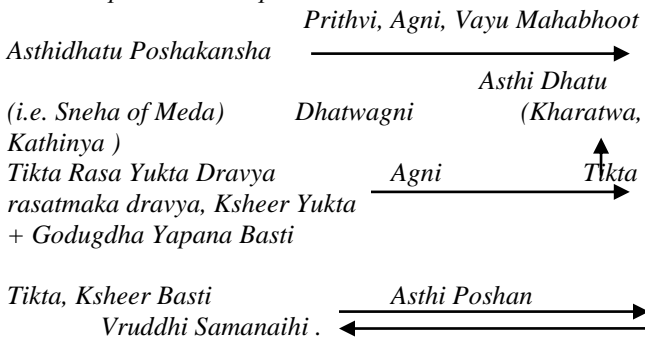 Prithvi, Agni, Vayu Mahabhoot
Asthidhatu Poshakansha
Asthi Dhatu
(i.e. Sneha of Meda) Dhatwagni (Kharatwa,
Kathinya )
Tikta Rasa Yukta Dravya Agni Tikta
rasatmaka dravya, Ksheer Yukta
+ Godugdha Yapana Basti
Tikta, Ksheer Basti Asthi Poshan
Vruddhi Samanaihi .